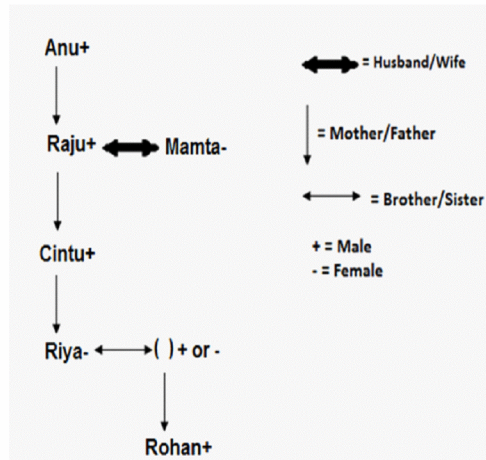 Anu+
= Husband/Wife
Raju+ Mamta-
= Mother/Father
= Brother/Sister
Cintu+
+ = Male
- = Female
Riya- ( ) + or -
Rohan+